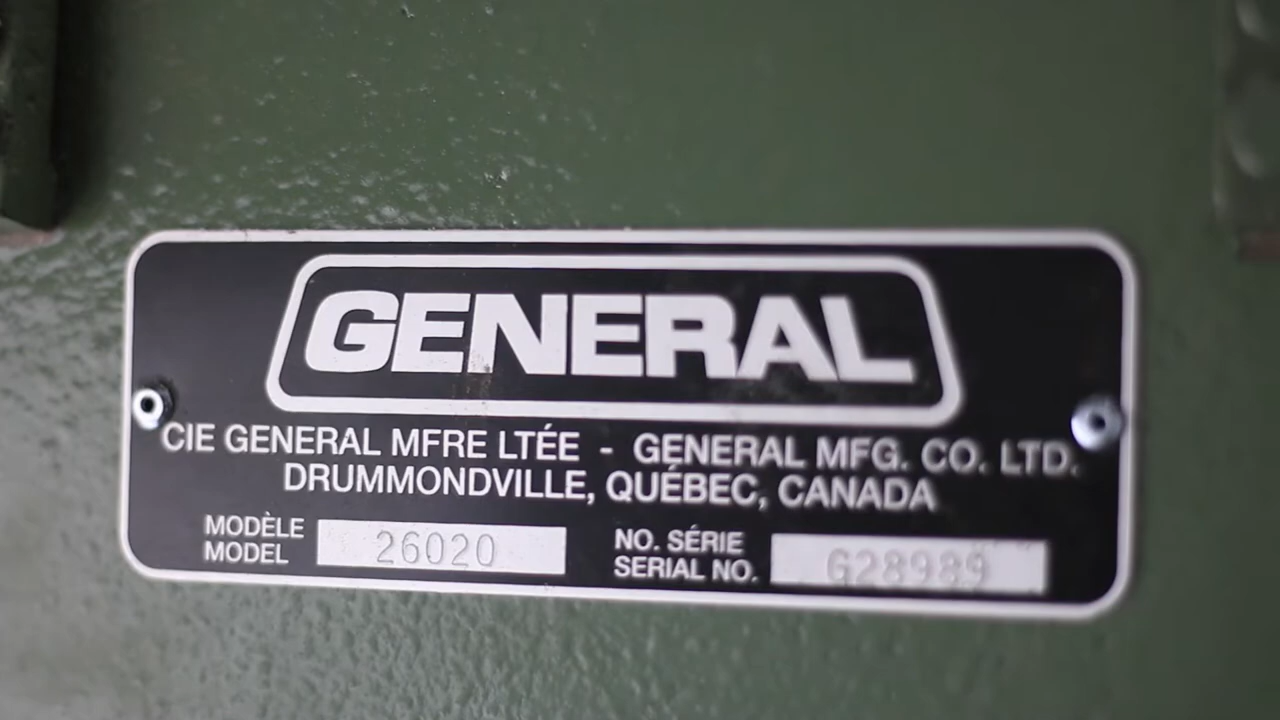 GENERAL
CIE GENERAL MFRE LTÉE - GENERAL MFG. CO. LTD.
DRUMMONDVILLE, QUÉBEC, CANADA
MODÈLE
MODEL 26020
NO. SÉRIE
SERIAL NO. G28989